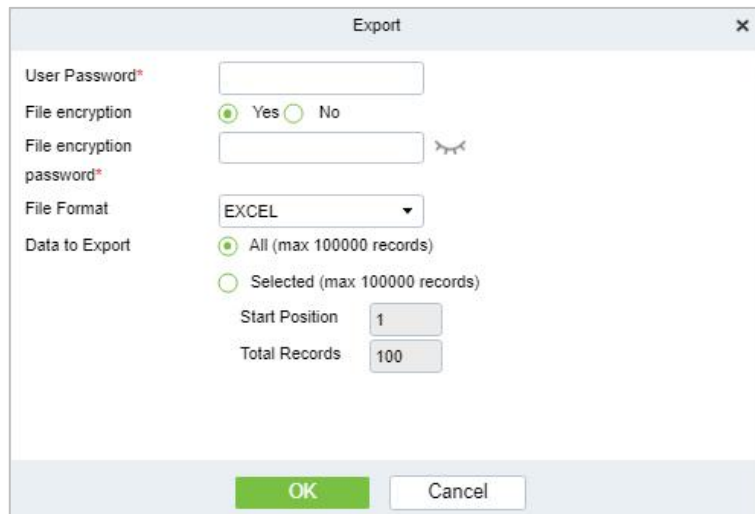 Export
User Password*
File encryption Yes No
File encryption
password*
File Format EXCEL
Data to Export All (max 100000 records)
Selected (max 100000 records)
Start Position 1
Total Records 100
OK Cancel